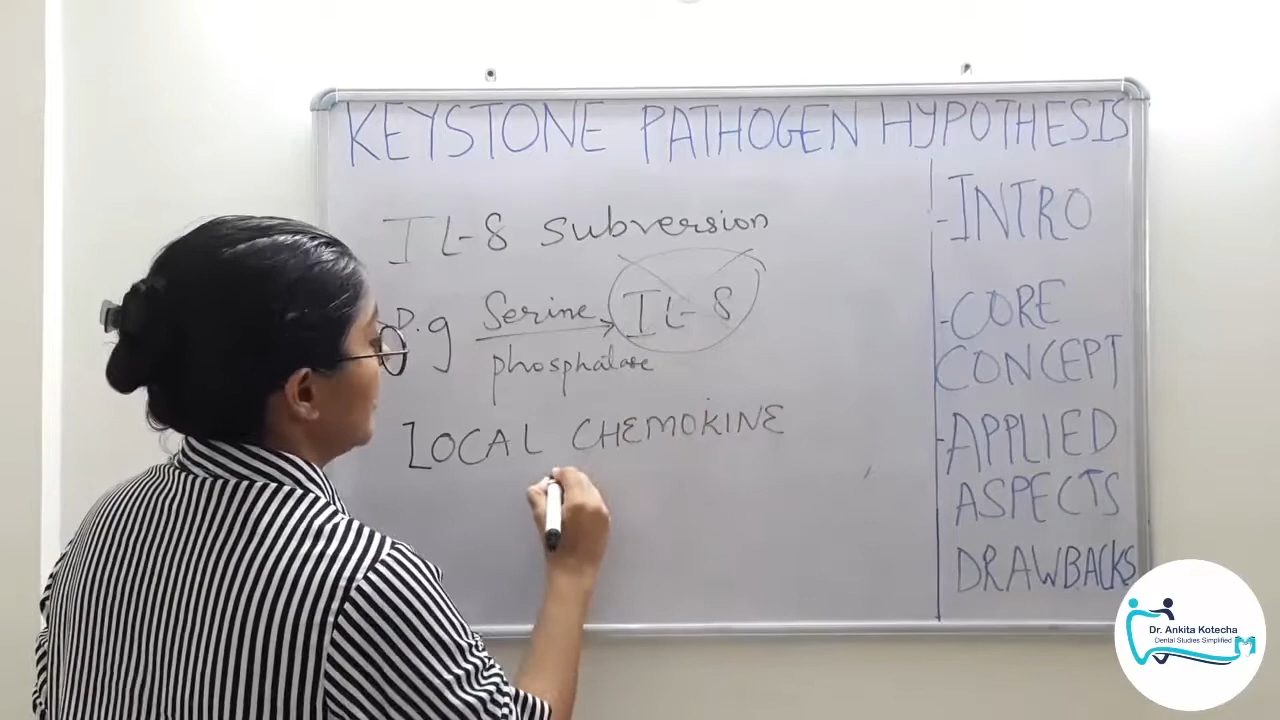 KEYSTONE PATHOGEN HYPOTHESIS
IL-8 Subversion
P.g Serine IL-8
phosphatase
LOCAL CHEMOKINE
-INTRO
-CORE
CONCEPT
-APPLIED
ASPECTS
DRAWBACKS
Dr. Ankita Kotecha
Dental Studies Simplified